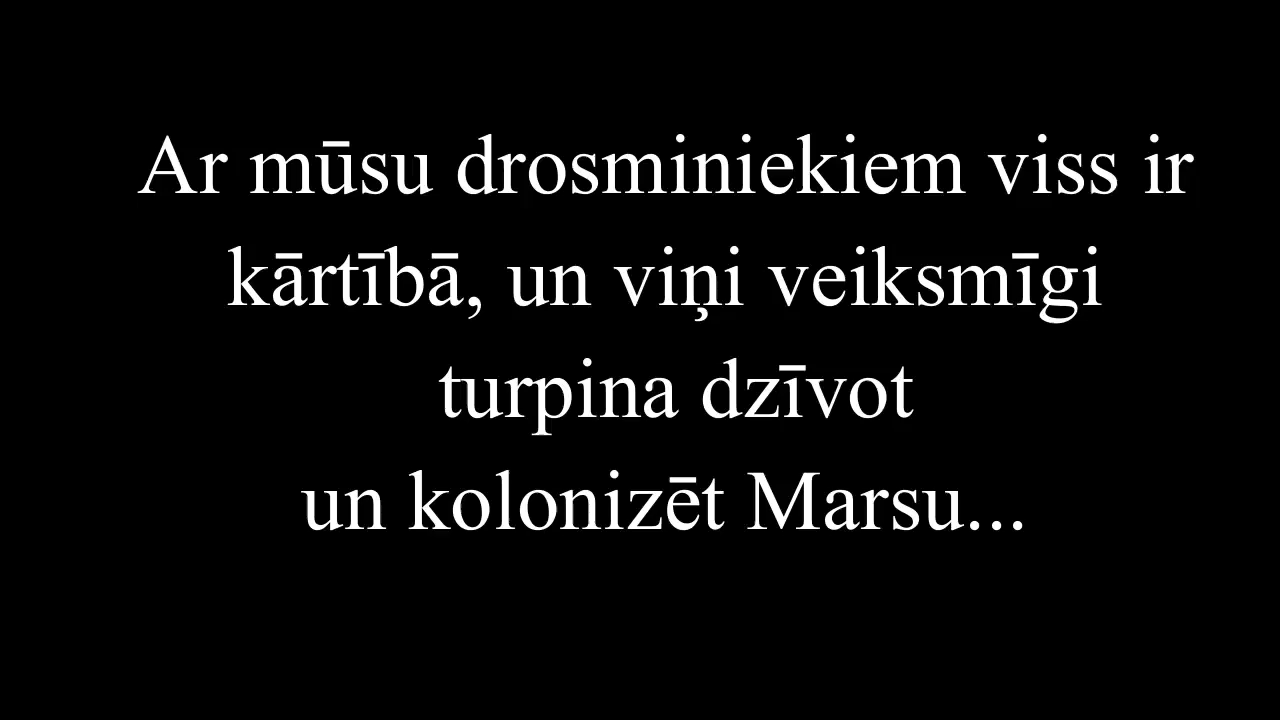 Ar mūsu drosminiekiem viss ir
kārtībā, un viņi veiksmīgi
turpina dzīvot
un kolonizēt Marsu...